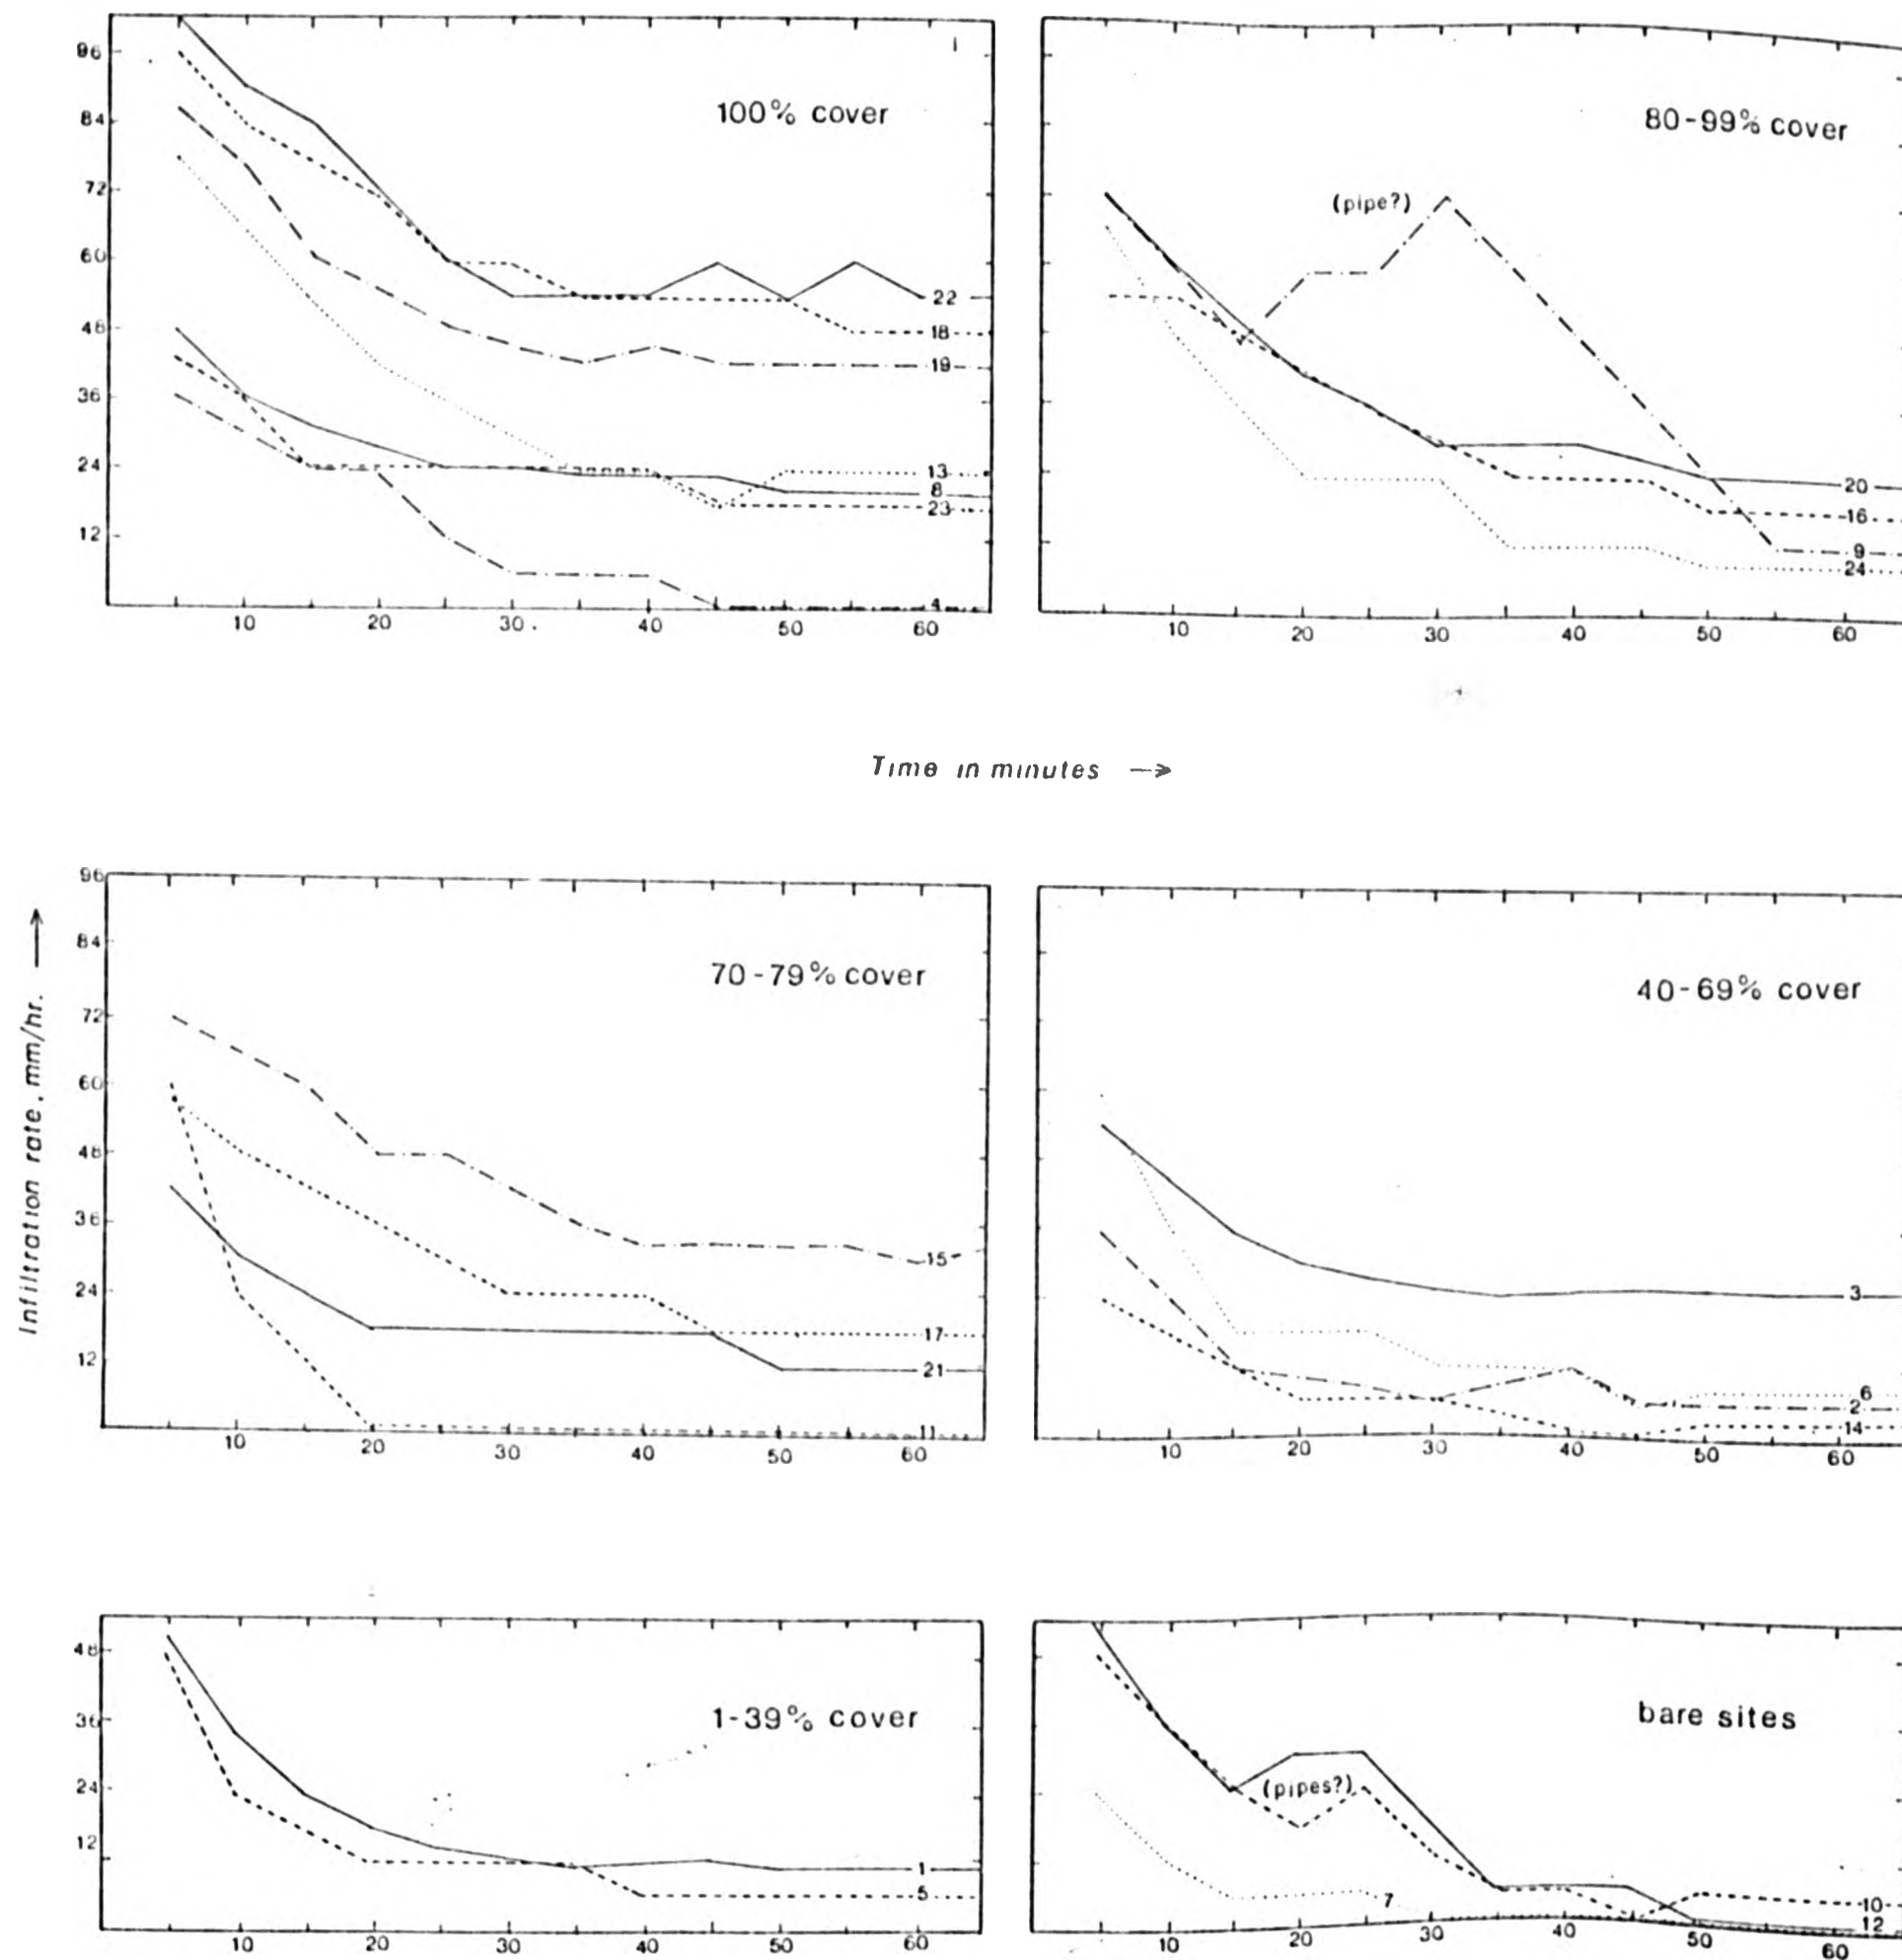 100% cover
96
84
72
60
48
36
24
12
22
18
19
13
8
23
4
10 20 30 40 50 60
80-99% cover
(pipe?)
20
16
9
24
10 20 30 40 50 60
Time in minutes →
Infiltration rate, mm/hr. →
70-79% cover
96
84
72
60
48
36
24
12
15
17
21
11
10 20 30 40 50 60
40-69% cover
3
6
2
14
10 20 30 40 50 60
1-39% cover
48
36
24
12
1
5
10 20 30 40 50 60
bare sites
(pipes?)
7
10
12
10 20 30 40 50 60